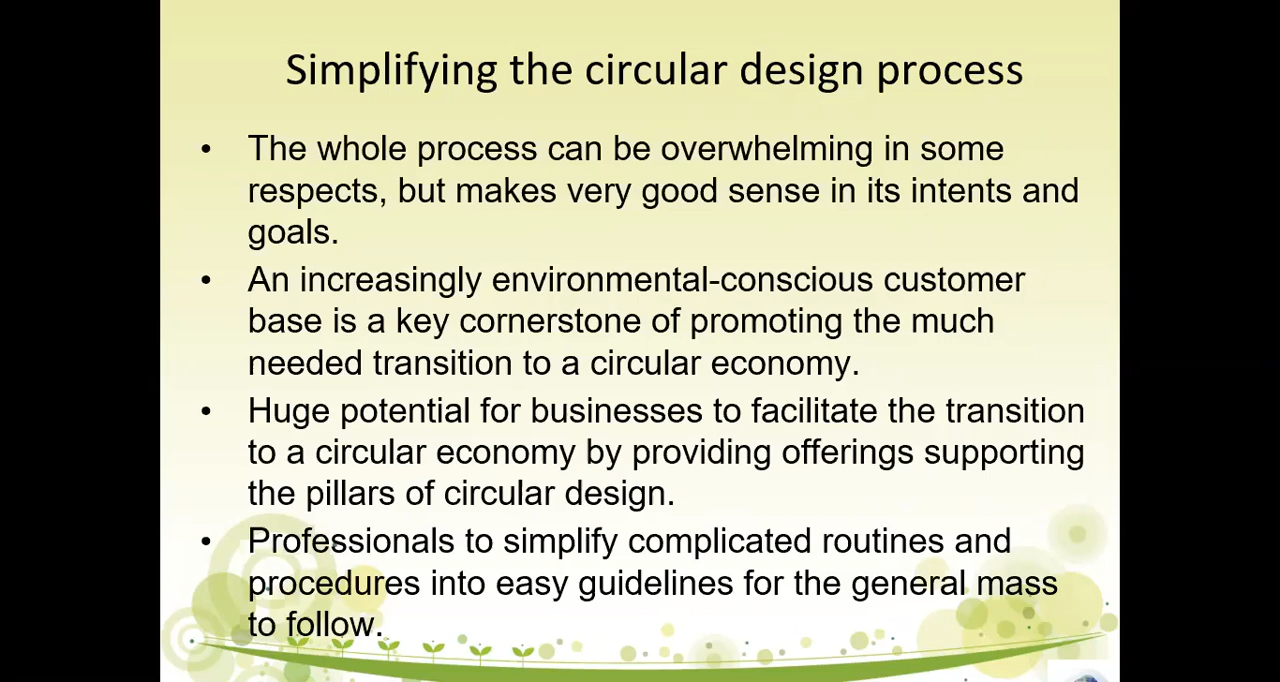 Simplifying the circular design process
• The whole process can be overwhelming in some
respects, but makes very good sense in its intents and
goals.
• An increasingly environmental-conscious customer
base is a key cornerstone of promoting the much
needed transition to a circular economy.
• Huge potential for businesses to facilitate the transition
to a circular economy by providing offerings supporting
the pillars of circular design.
• Professionals to simplify complicated routines and
procedures into easy guidelines for the general mass
to follow.